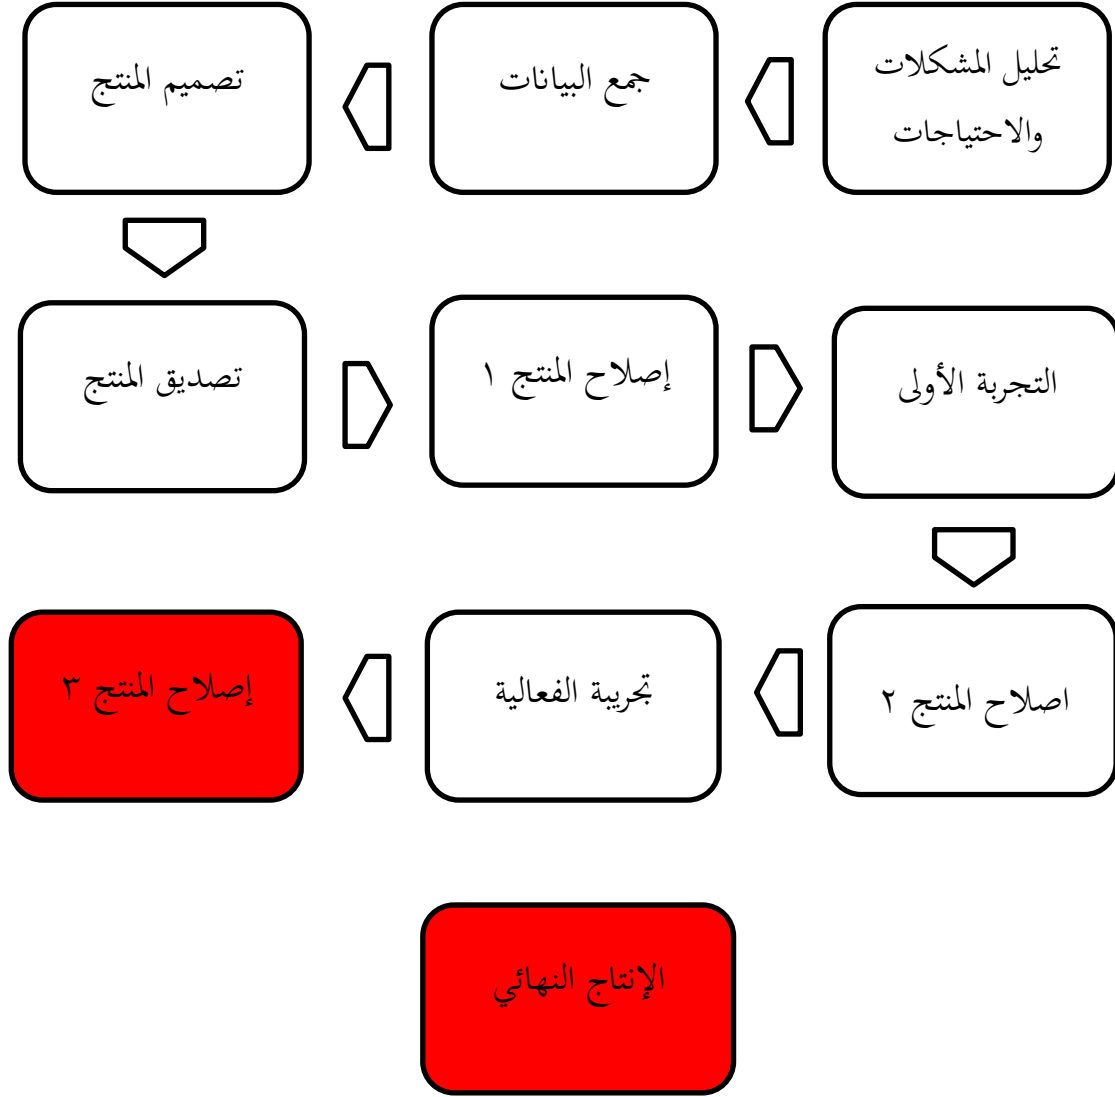 تحليل المشكلات
والاحتياجات
جمع البيانات
تصميم المنتج
تصديق المنتج
إصلاح المنتج ١
التجربة الأولى
اصلاح المنتج ٢
تجريبة الفعالية
إصلاح المنتج ٣
الإنتاج النهائي